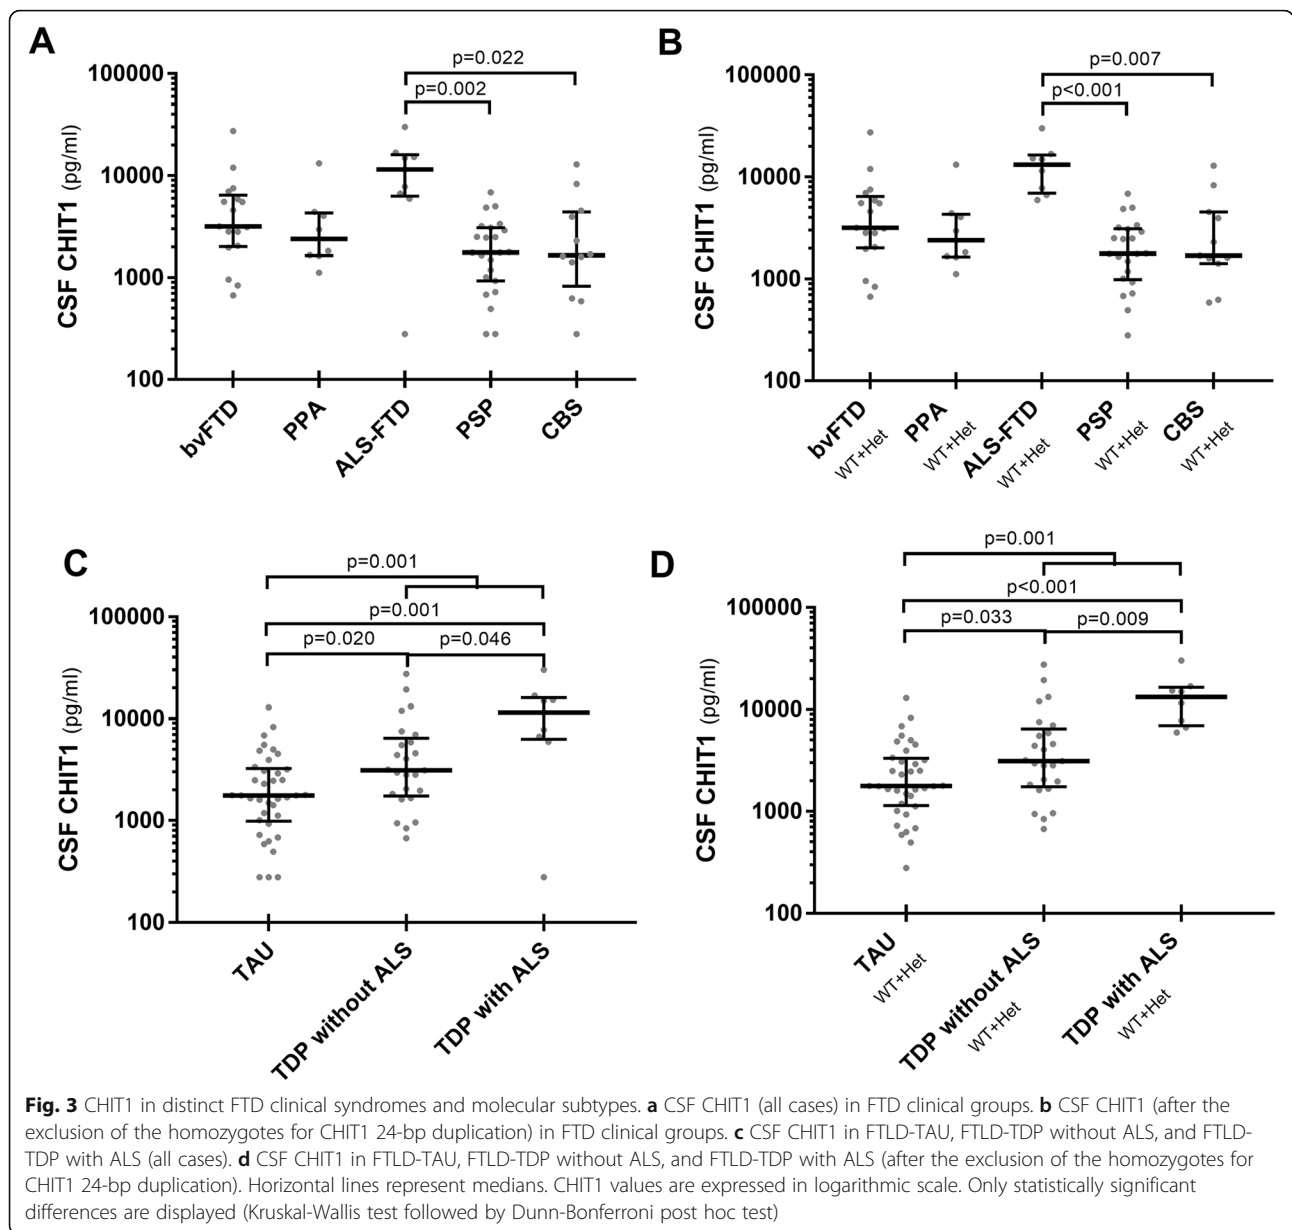 A
p=0.022
p=0.002
100000
10000
1000
100
CSF CHIT1 (pg/ml)
bvFTD
PPA
ALS-FTD
PSP
CBS
B
p=0.007
p<0.001
100000
10000
1000
100
CSF CHIT1 (pg/ml)
bvFTD
WT+Het
PPA
WT+Het
ALS-FTD
WT+Het
PSP
WT+Het
CBS
WT+Het
C
p=0.001
p=0.001
p=0.020
p=0.046
100000
10000
1000
100
CSF CHIT1 (pg/ml)
TAU
TDP without ALS
TDP with ALS
D
p=0.001
p<0.001
p=0.033
p=0.009
100000
10000
1000
100
CSF CHIT1 (pg/ml)
TAU
WT+Het
TDP without ALS
WT+Het
TDP with ALS
WT+Het
Fig. 3 CHIT1 in distinct FTD clinical syndromes and molecular subtypes. a CSF CHIT1 (all cases) in FTD clinical groups. b CSF CHIT1 (after the
exclusion of the homozygotes for CHIT1 24-bp duplication) in FTD clinical groups. c CSF CHIT1 in FTLD-TAU, FTLD-TDP without ALS, and FTLD-
TDP with ALS (all cases). d CSF CHIT1 in FTLD-TAU, FTLD-TDP without ALS, and FTLD-TDP with ALS (after the exclusion of the homozygotes for
CHIT1 24-bp duplication). Horizontal lines represent medians. CHIT1 values are expressed in logarithmic scale. Only statistically significant
differences are displayed (Kruskal-Wallis test followed by Dunn-Bonferroni post hoc test)